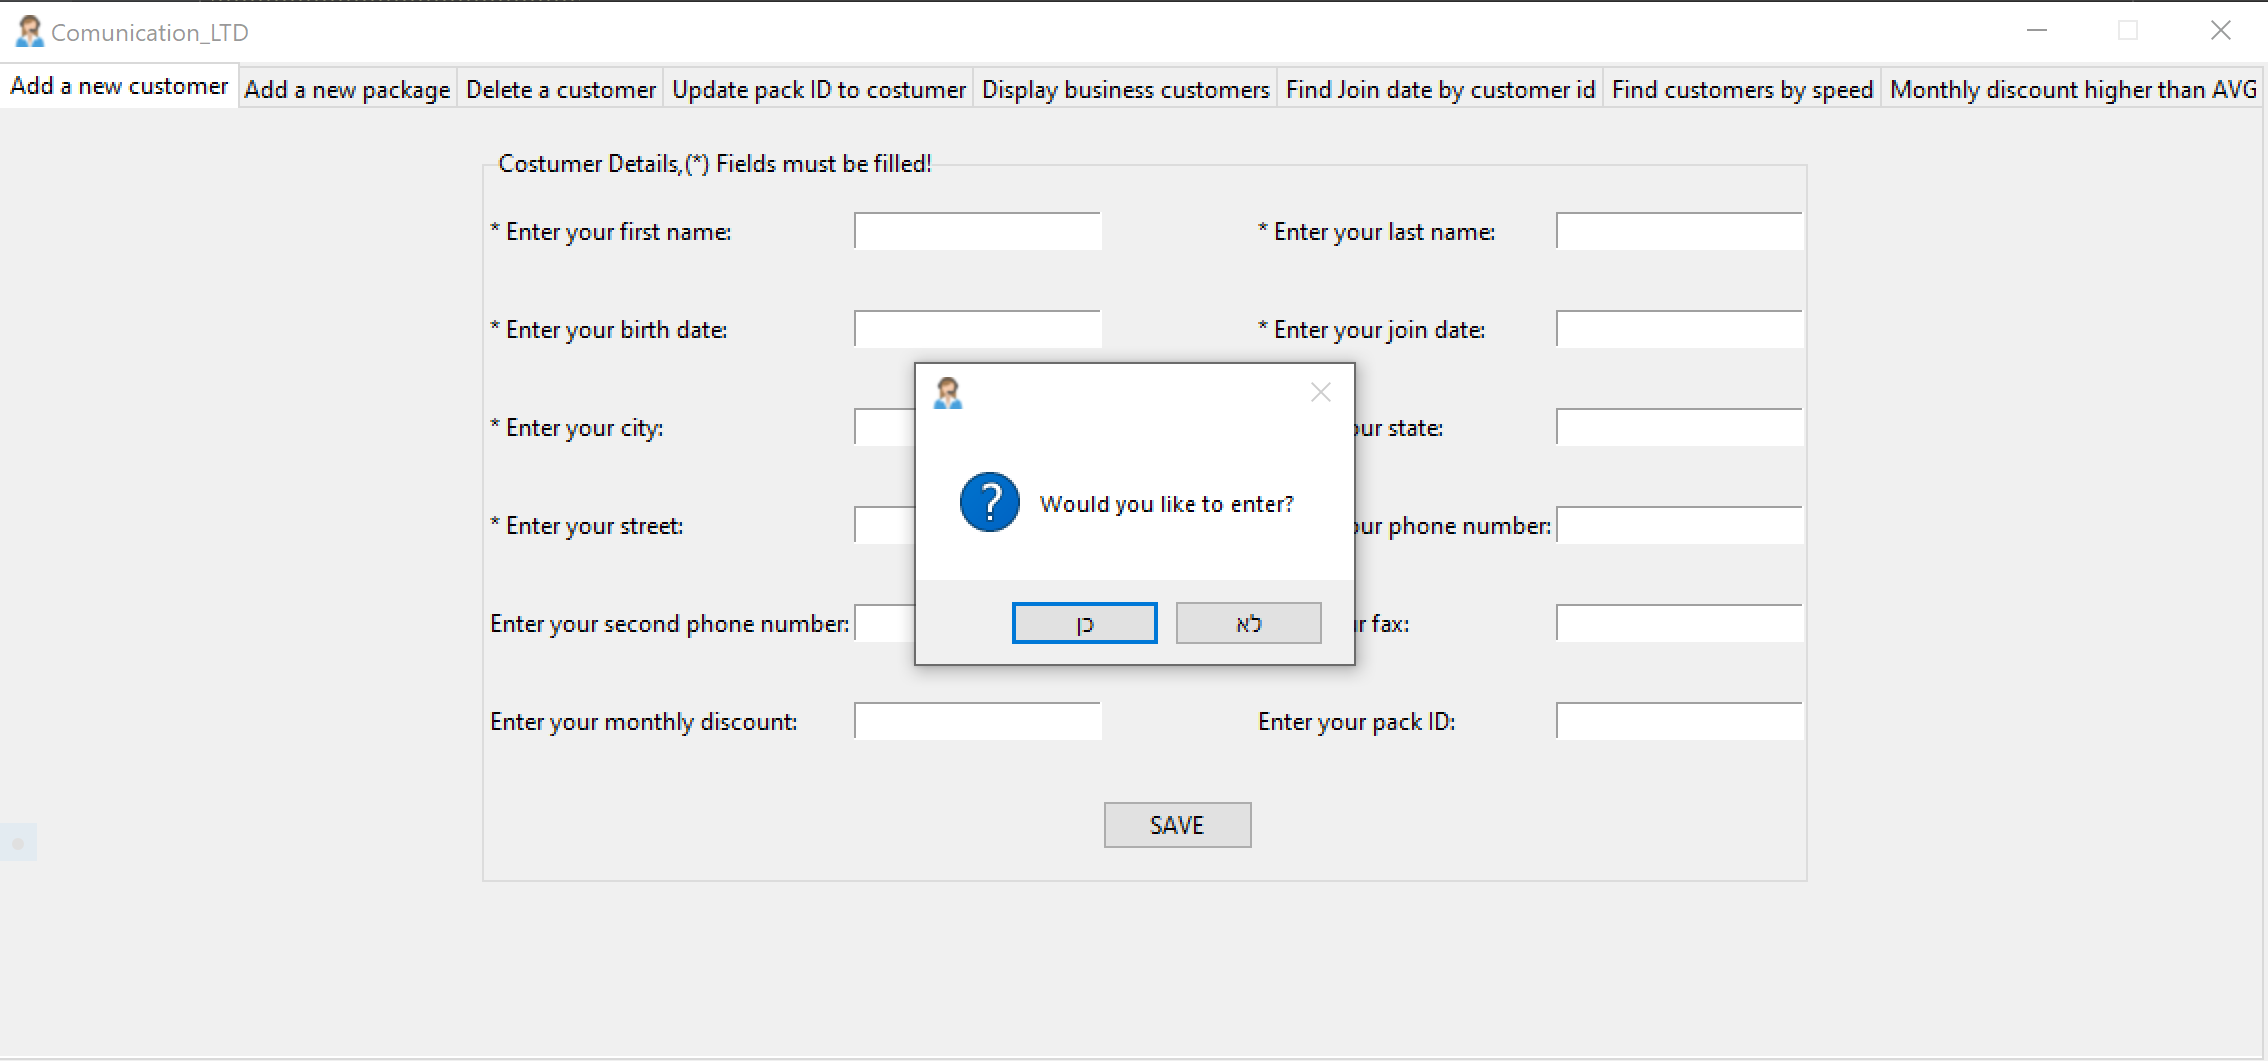 Comunication_LTD
Add a new customer Add a new package Delete a customer Update pack ID to costumer Display business customers Find Join date by customer id Find customers by speed Monthly discount higher than AVG
Costumer Details,(*) Fields must be filled!
* Enter your first name: * Enter your last name:
* Enter your birth date: * Enter your join date:
* Enter your city: state:
* Enter your street: phone number:
Enter your second phone number: fax:
Would you like to enter?
כן לא
Enter your monthly discount: Enter your pack ID:
SAVE